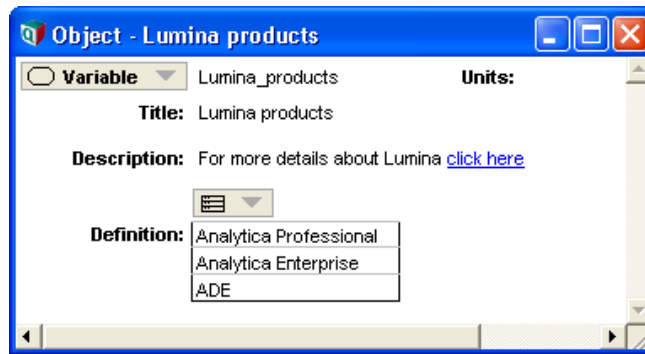 Object - Lumina products
Variable Lumina_products Units:
Title: Lumina products
Description: For more details about Lumina click here
Definition:
Analytica Professional
Analytica Enterprise
ADE